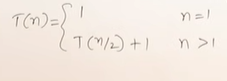 T(n)={ 1 n=1
T(n/2)+1 n>1